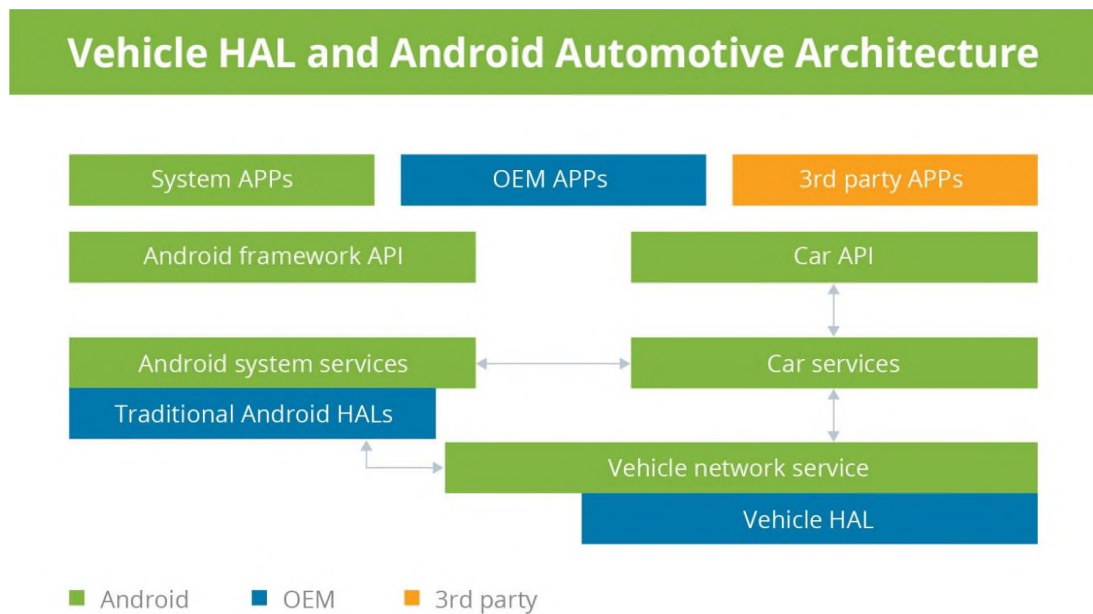 Vehicle HAL and Android Automotive Architecture
System APPs
OEM APPs
3rd party APPs
Android framework API
Car API
Android system services
Car services
Traditional Android HALs
Vehicle network service
Vehicle HAL
Android
OEM
3rd party